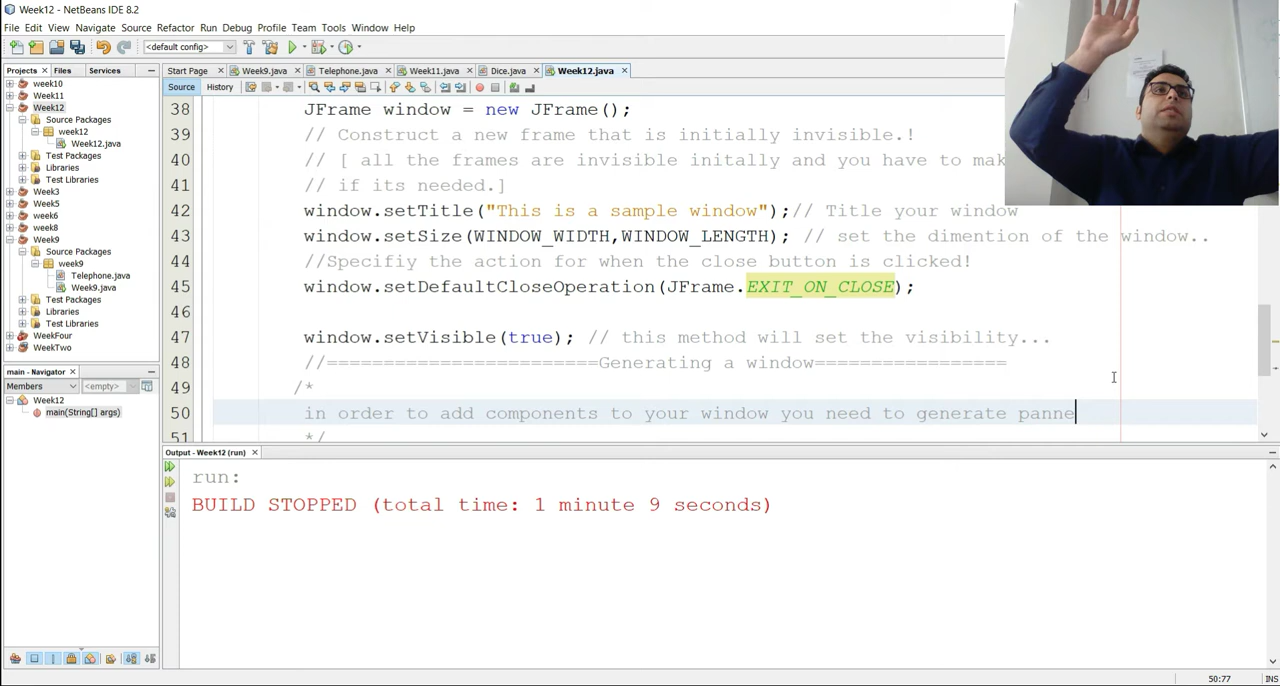 Week12 - NetBeans IDE 8.2
File Edit View Navigate Source Refactor Run Debug Profile Team Tools Window Help
<default config>
Projects Files Services
Start Page Week9.java Telephone.java Week11.java Dice.java Week12.java
Source History
week10
Week11
Week12
Source Packages
week12
Week12.java
Test Packages
Libraries
Test Libraries
Week3
Week5
week6
week8
Week9
Source Packages
week9
Telephone.java
Week9.java
Test Packages
Libraries
Test Libraries
WeekFour
WeekTwo
main - Navigator
Members <empty>
Week12
main(String[] args)
38 JFrame window = new JFrame();
39 // Construct a new frame that is initially invisible.!
40 // [ all the frames are invisible initally and you have to mak
41 // if its needed.]
42 window.setTitle("This is a sample window");// Title your window
43 window.setSize(WINDOW_WIDTH,WINDOW_LENGTH); // set the dimention of the window..
44 //Specifiy the action for when the close button is clicked!
45 window.setDefaultCloseOperation(JFrame.EXIT_ON_CLOSE);
46
47 window.setVisible(true); // this method will set the visibility...
48 //========================Generating a window=================
49 /*
50 in order to add components to your window you need to generate panne
51 */
Output - Week12 (run)
run:
BUILD STOPPED (total time: 1 minute 9 seconds)
50:77 INS